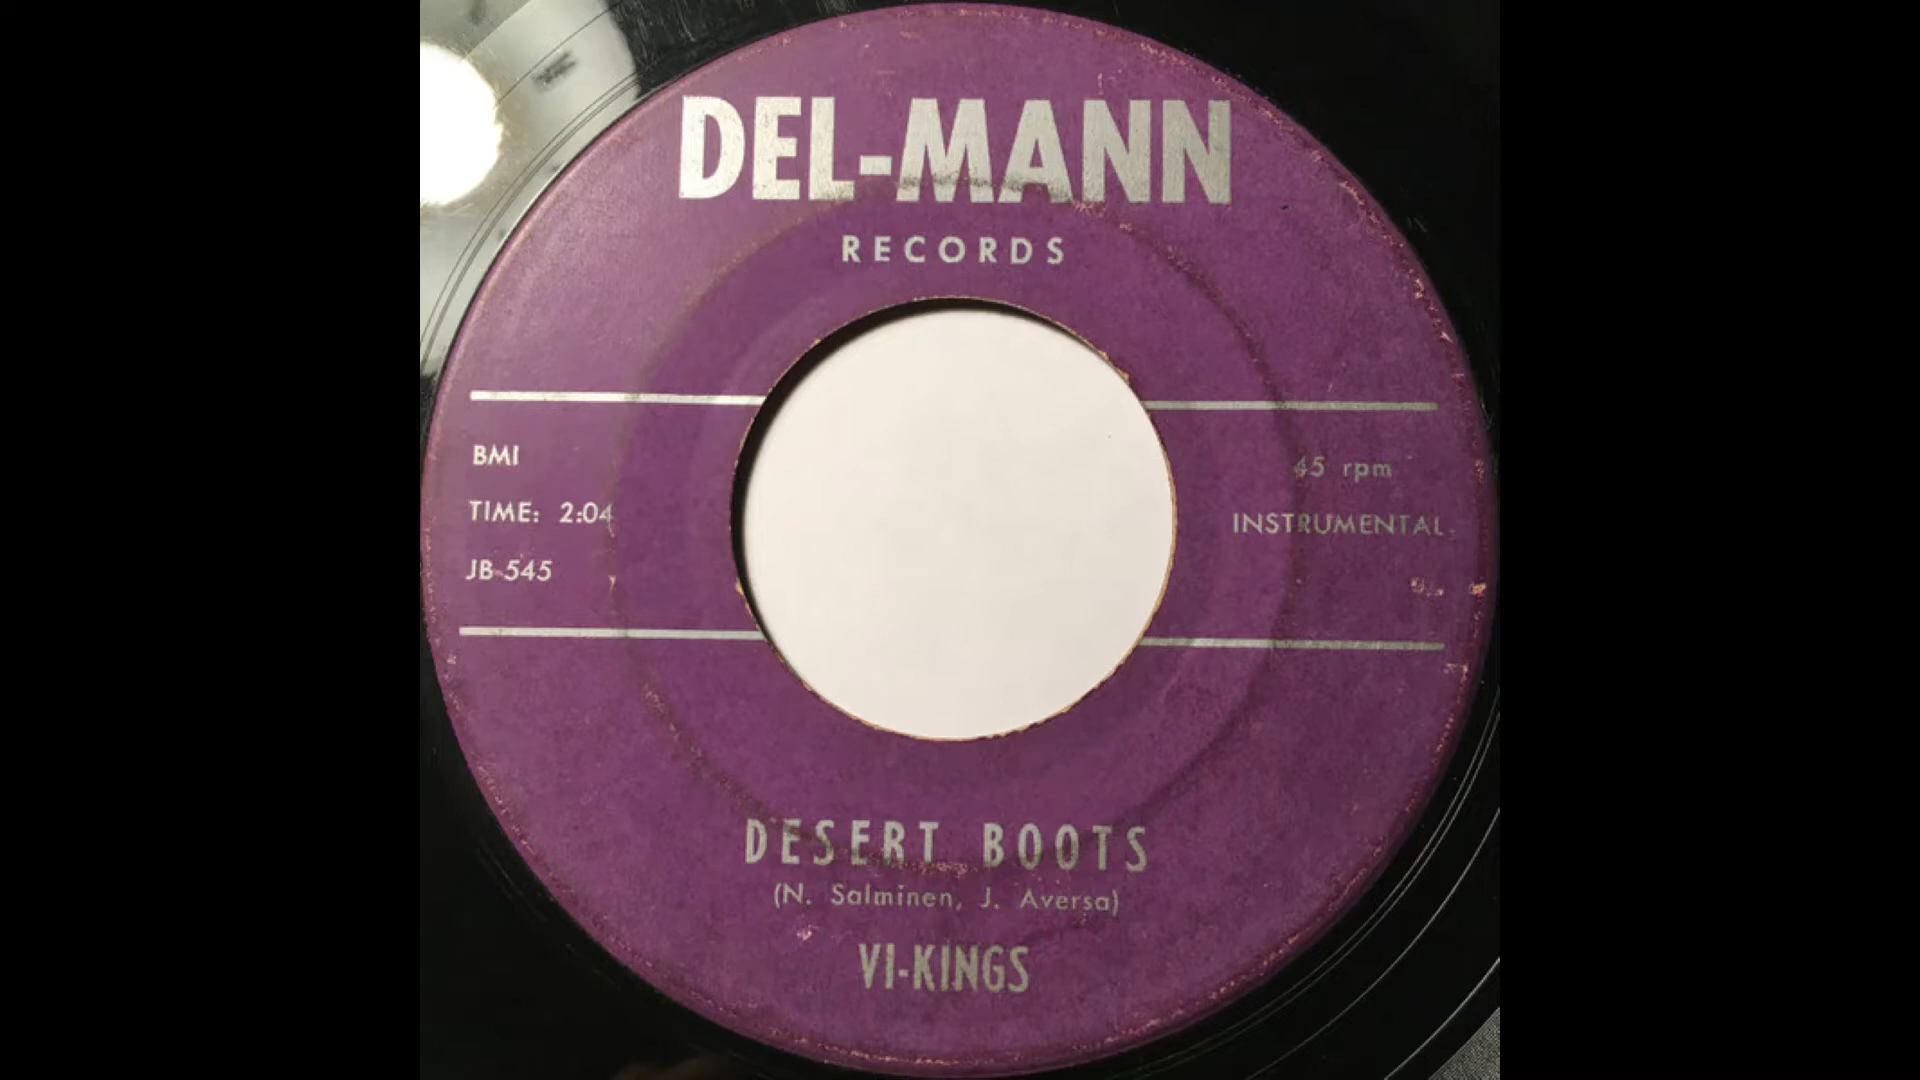 DEL-MANN
RECORDS
BMI
TIME: 2:04
JB-545
45 rpm
INSTRUMENTAL
DESERT BOOTS
(N. Salminen, J. Aversa)
VI-KINGS